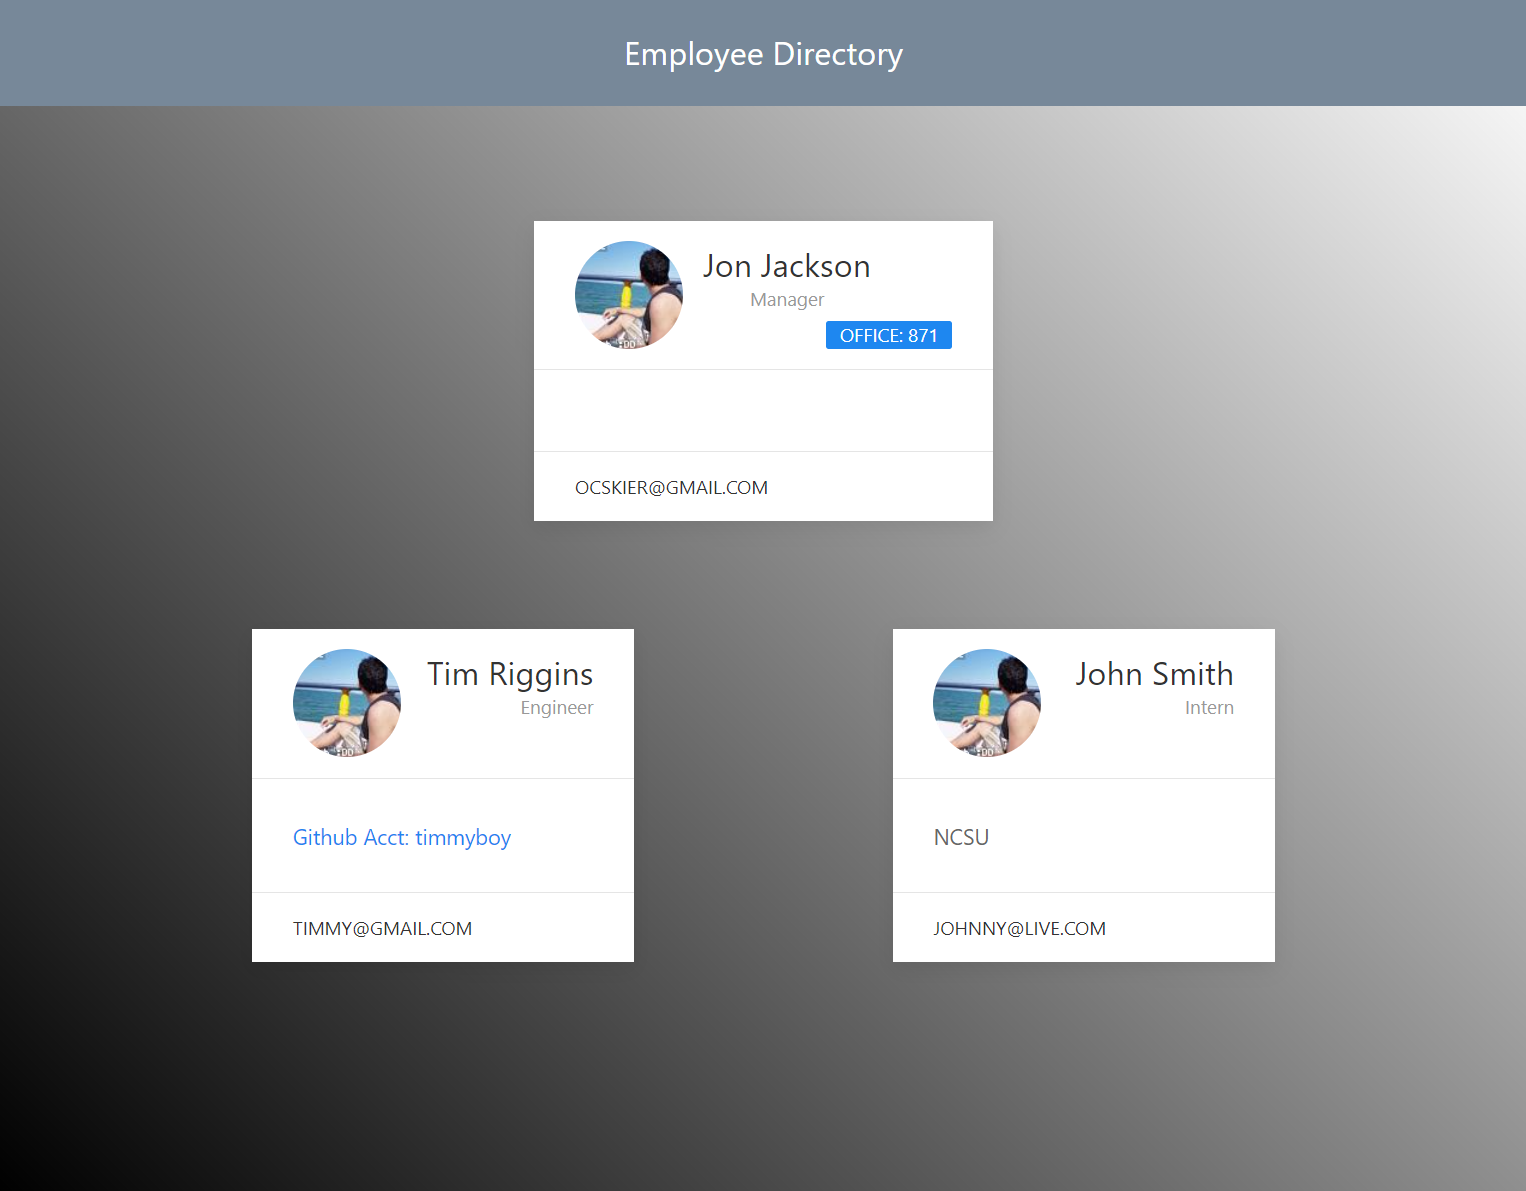 Employee Directory
Jon Jackson
Manager
OFFICE: 871
OCSKIER@GMAIL.COM
Tim Riggins
Engineer
Github Acct: timmyboy
TIMMY@GMAIL.COM
John Smith
Intern
NCSU
JOHNNY@LIVE.COM